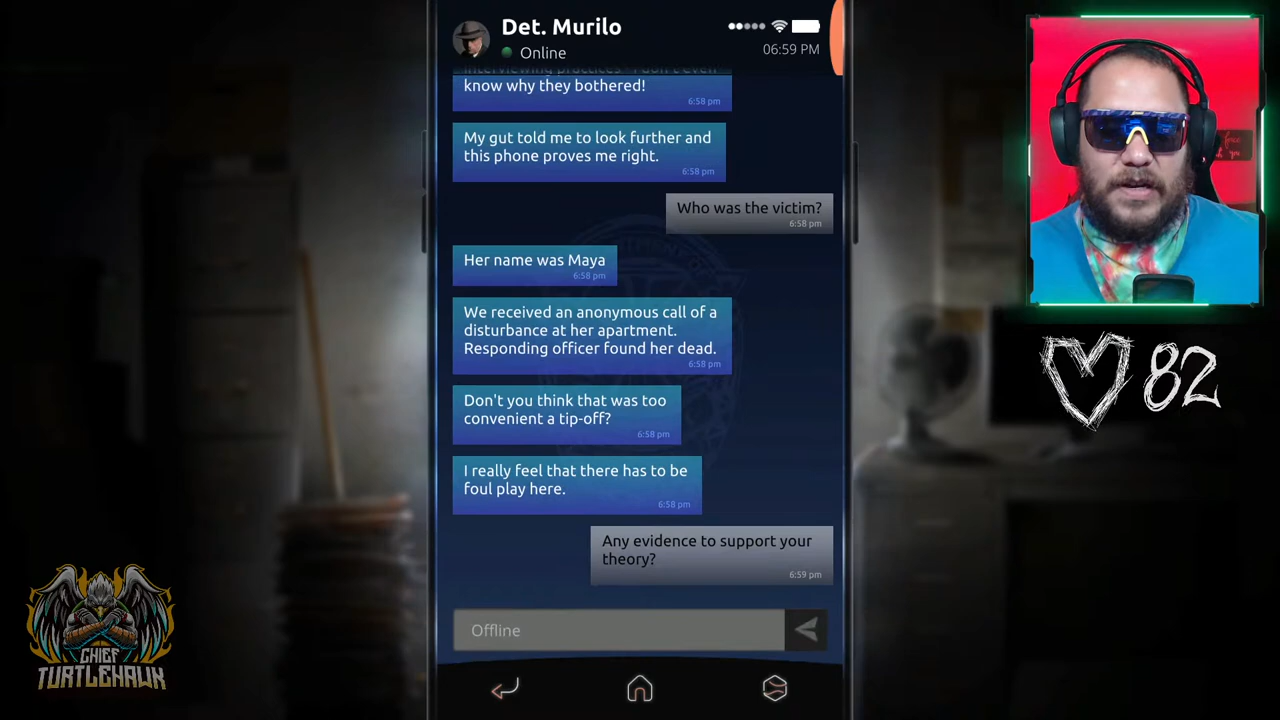 Det. Murilo
Online
06:59 PM
know why they bothered!
6:58 pm
My gut told me to look further and
this phone proves me right.
6:58 pm
Who was the victim?
6:58 pm
Her name was Maya
6:58 pm
We received an anonymous call of a
disturbance at her apartment.
Responding officer found her dead.
6:58 pm
Don't you think that was too
convenient a tip-off?
6:58 pm
I really feel that there has to be
foul play here.
6:58 pm
Any evidence to support your
theory?
6:59 pm
Offline
82
CHIEF
TURTLEHAWK